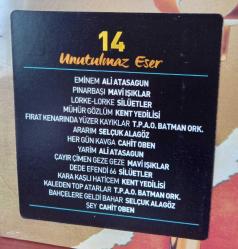 14
Unutulmaz Eser
EMİNEM ALİ ATASAGUN
PINARBAŞI MAVİ IŞIKLAR
LORKE-LORKE SİLÜETLER
MÜHÜR GÖZLÜM KENT YEDİLİSİ
FIRAT KENARINDA YÜZER KAYIKLAR T.P.A.O. BATMAN ORK.
ARARIM SELÇUK ALAGÖZ
HER GÜN KAVGA CAHİT OBEN
YARİM ALİ ATASAGUN
ÇAYIR ÇİMEN GEZE GEZE MAVİ IŞIKLAR
DEDE EFENDİ 66 SİLÜETLER
KARA KAŞLI HATİCEM KENT YEDİLİSİ
KALEDEN TOP ATARLAR T.P.A.O. BATMAN ORK.
BAHÇELERE GELDİ BAHAR SELÇUK ALAGÖZ
ŞEY CAHİT OBEN